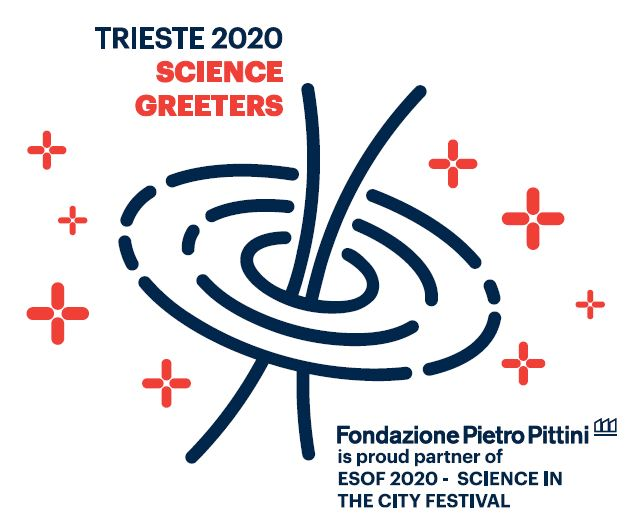 TRIESTE 2020
SCIENCE
GREETERS
Fondazione Pietro Pittini
is proud partner of
ESOF 2020 - SCIENCE IN
THE CITY FESTIVAL